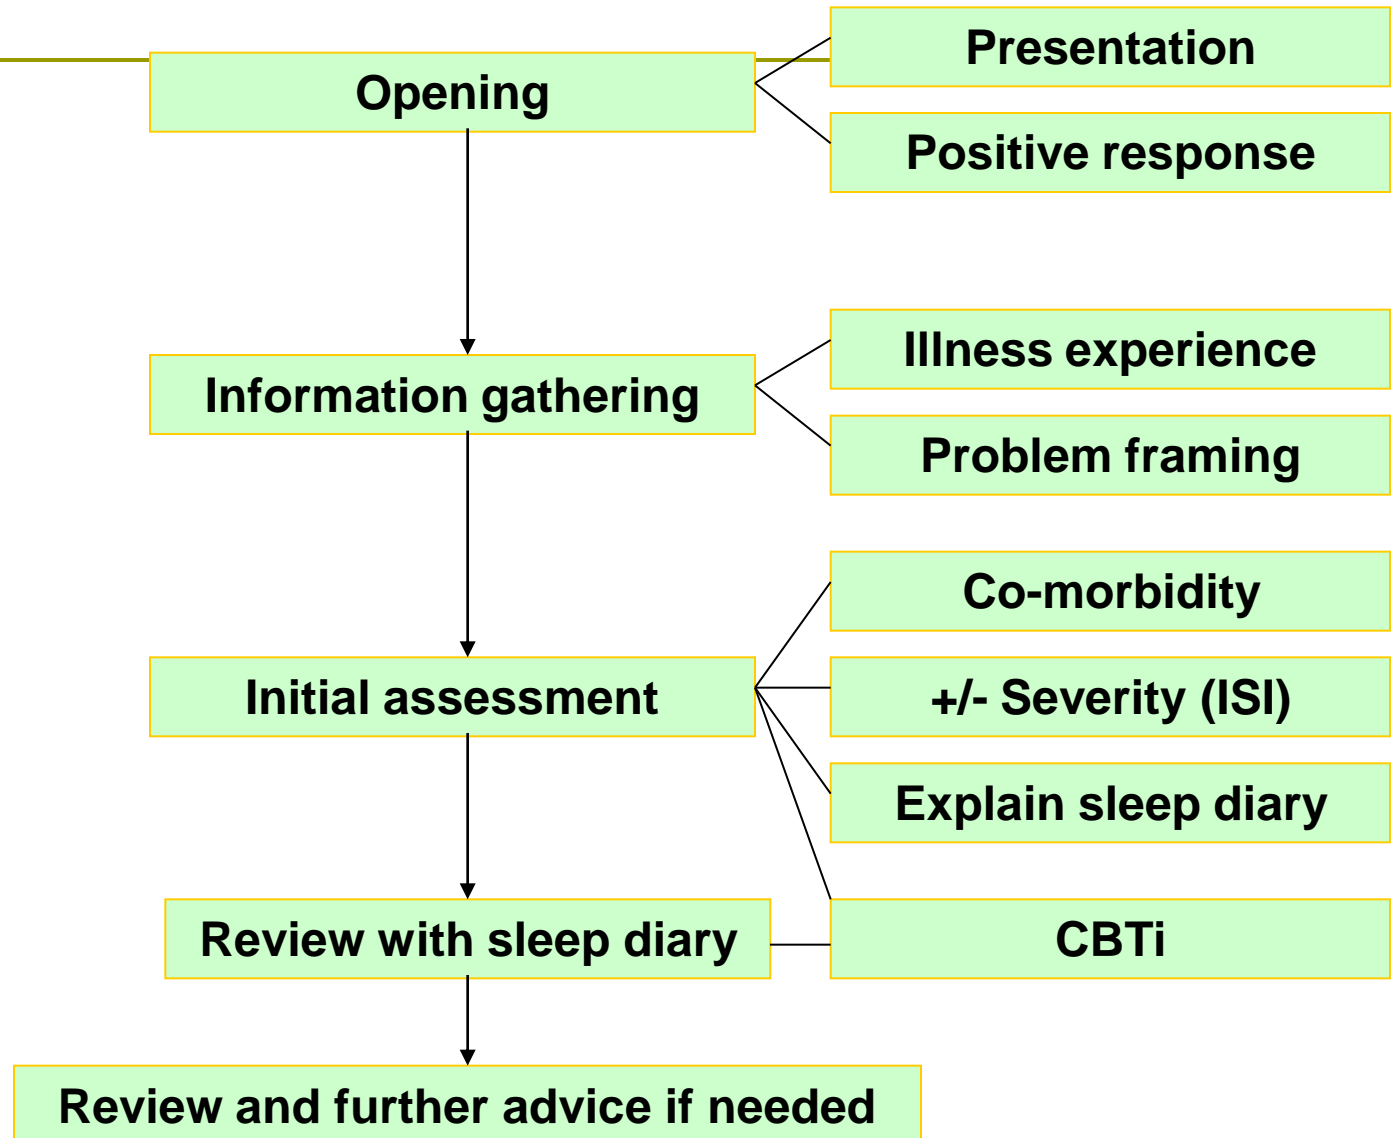 Opening
Presentation
Positive response
Information gathering
Illness experience
Problem framing
Initial assessment
Co-morbidity
+/- Severity (ISI)
Explain sleep diary
Review with sleep diary
CBTi
Review and further advice if needed